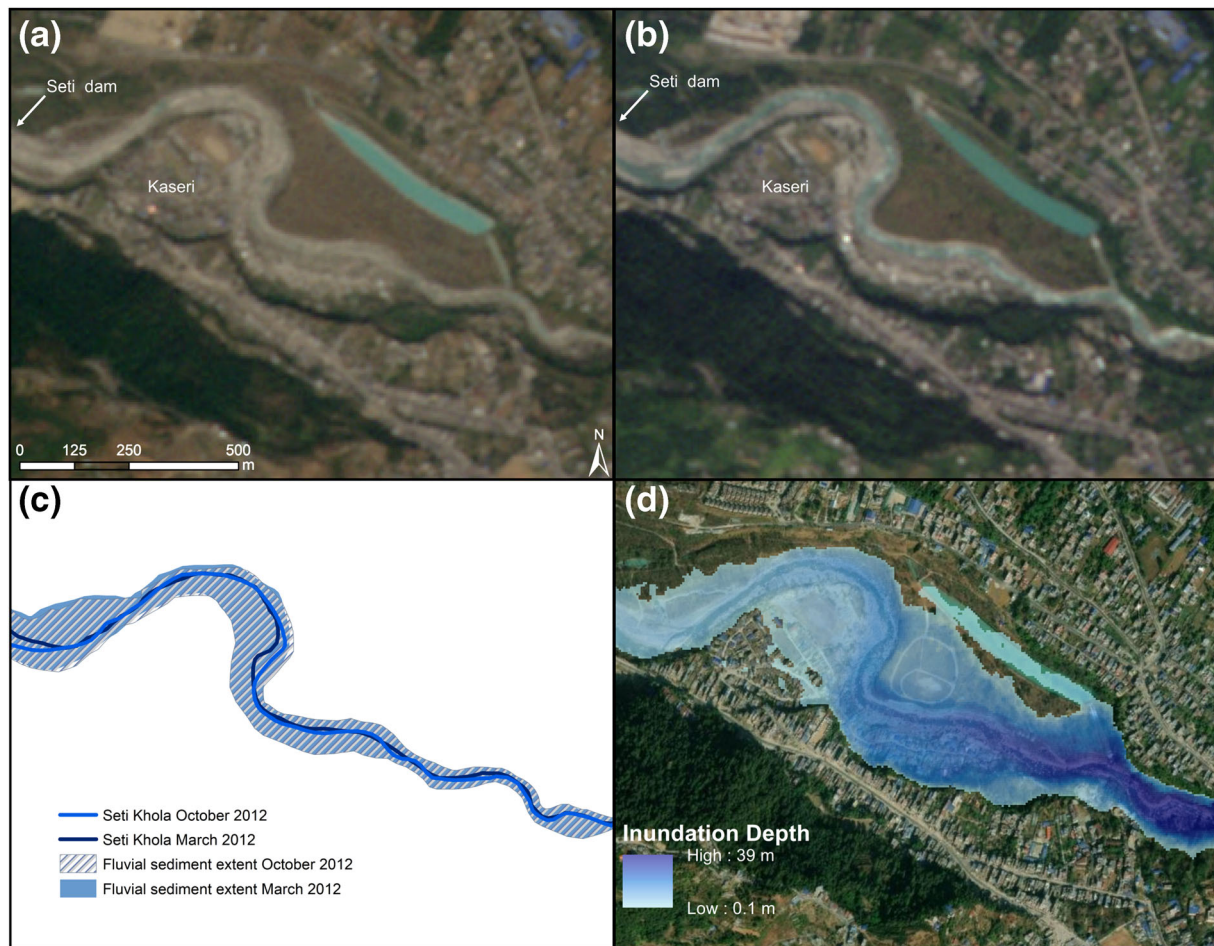 (a)
Seti dam
Kaseri
0 125 250 500
m
N
(b)
Seti dam
Kaseri
(c)
Seti Khola October 2012
Seti Khola March 2012
Fluvial sediment extent October 2012
Fluvial sediment extent March 2012
(d)
Inundation Depth
High : 39 m
Low : 0.1 m